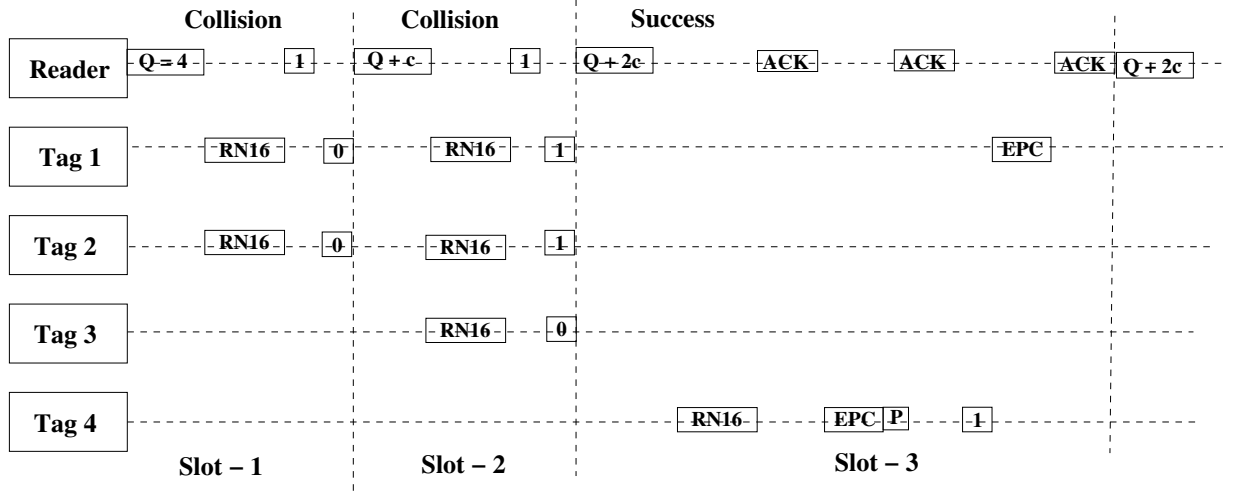 Collision Collision Success
Reader Q = 4 1 Q + c 1 Q + 2c ACK ACK ACK Q + 2c
Tag 1 RN16 0 RN16 1 EPC
Tag 2 RN16 0 RN16 1
Tag 3 RN16 0
Tag 4 RN16 EPC P 1
Slot – 1 Slot – 2 Slot – 3